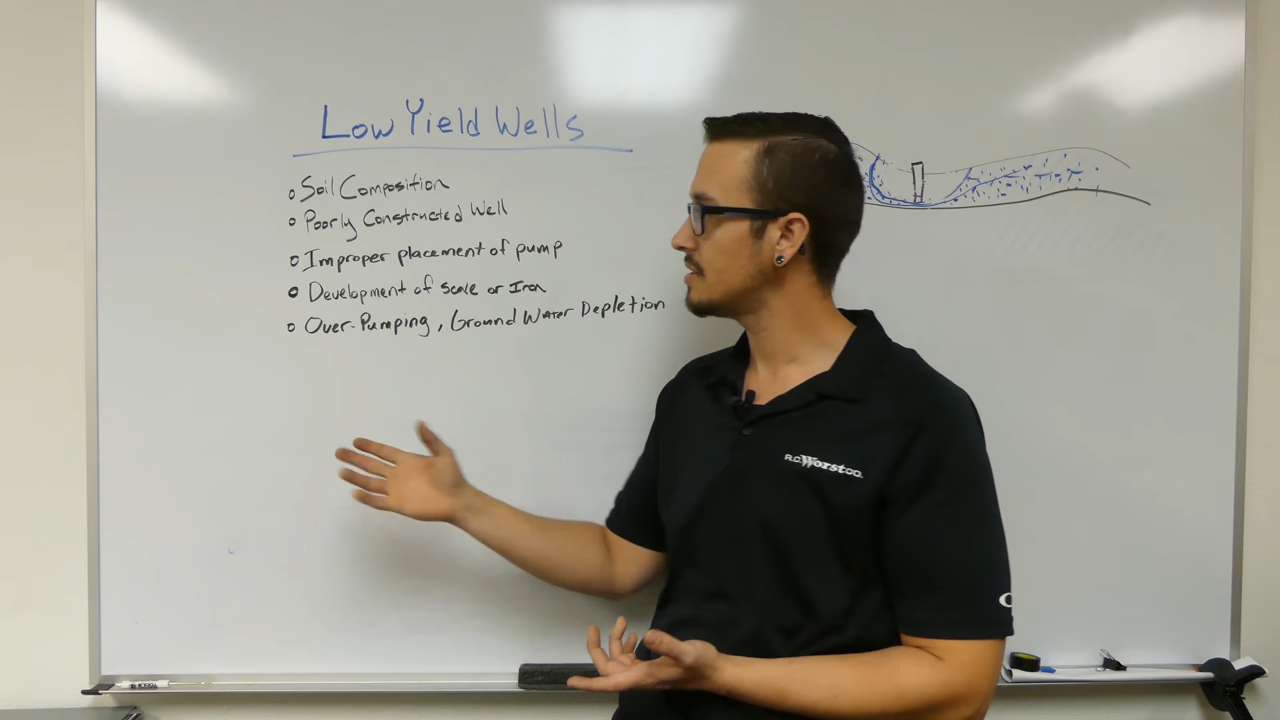 Low Yield Wells
Soil Composition
Poorly Constructed Well
Improper placement of pump
Development of scale or Iron
Over-Pumping, Ground Water Depletion
R.C. Worst CO.